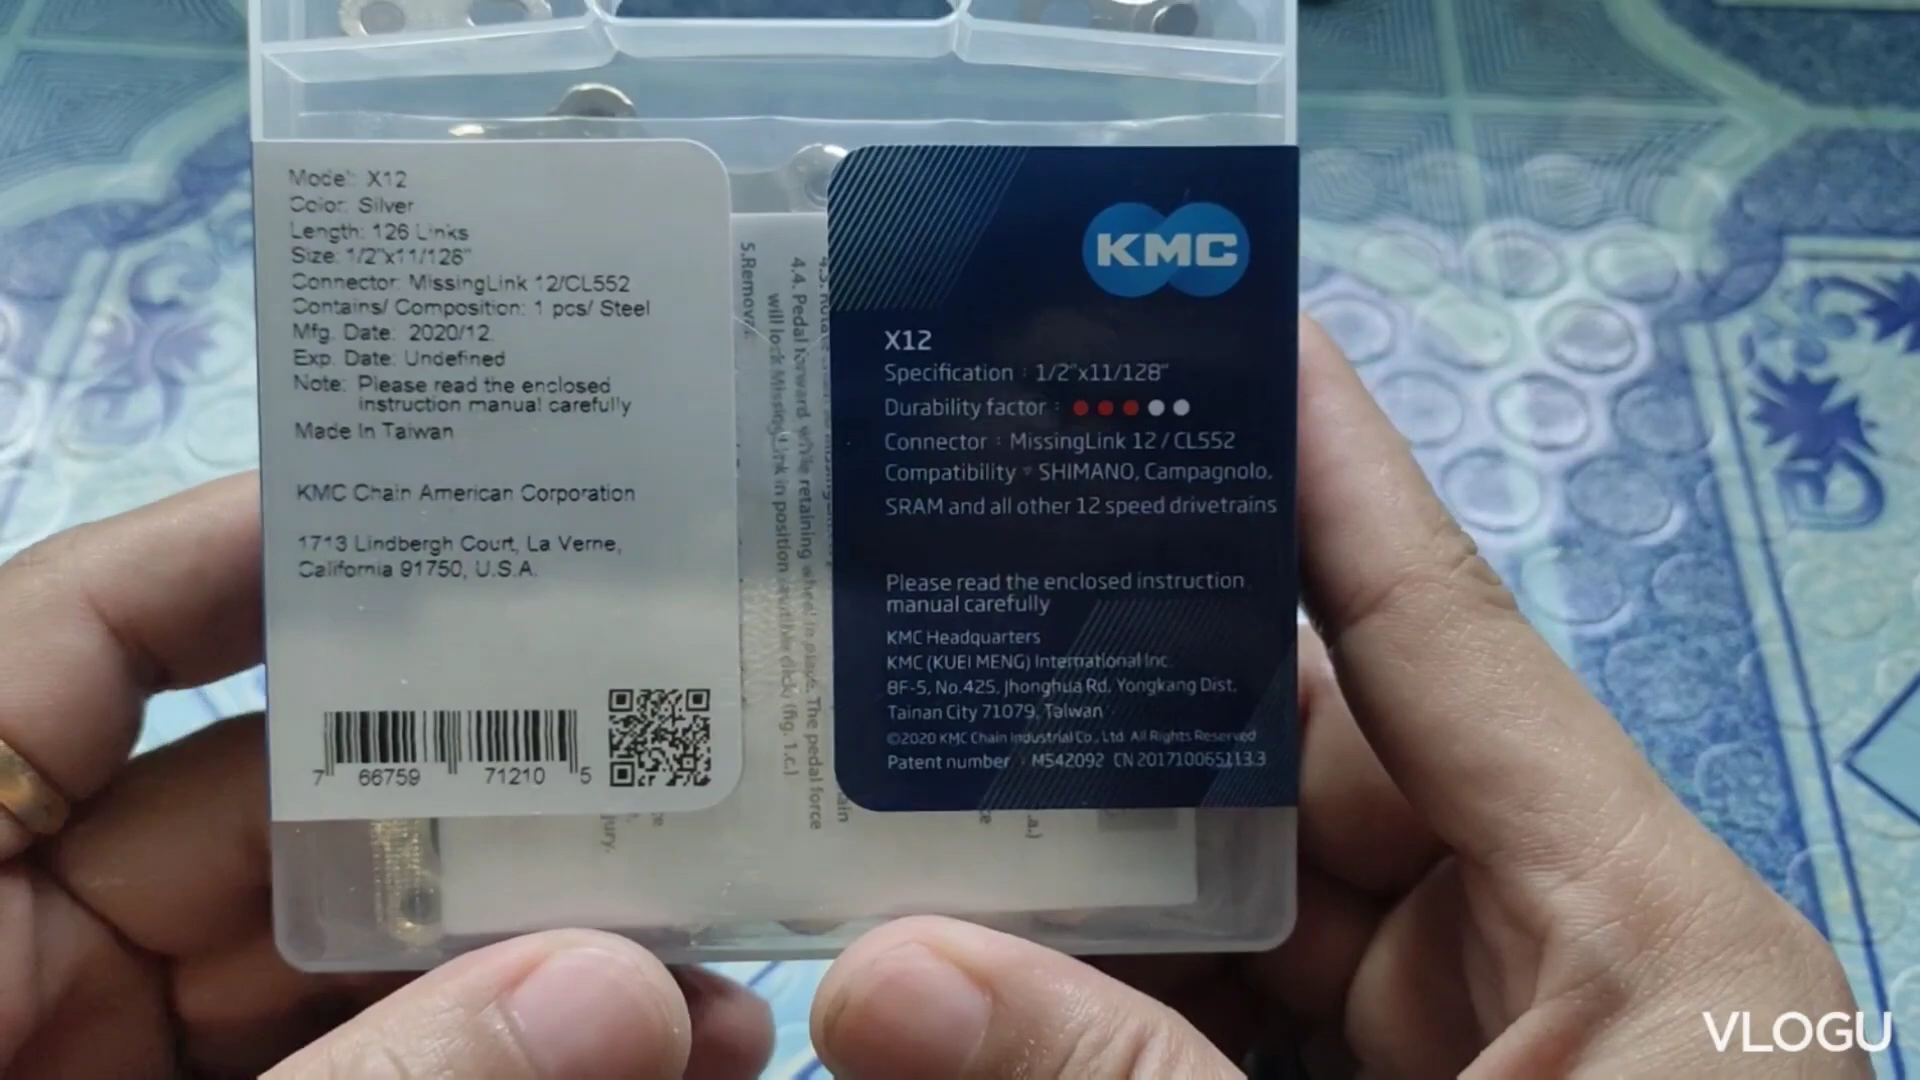 Model: X12
Color: Silver
Length: 126 Links
Size: 1/2"x11/128"
Connector: MissingLink 12/CL552
Contains/ Composition: 1 pcs/ Steel
Mfg. Date: 2020/12
Exp. Date: Undefined
Note: Please read the enclosed
instruction manual carefully
Made In Taiwan
KMC Chain American Corporation
1713 Lindbergh Court, La Verne,
California 91750, U.S.A.
7 66759 71210 5
5.Removal
4.4. Pedal forward while retaining wheel in place. The pedal force
will lock MissingLink in position (audible click) (fig. 1.c.)
jury.
KMC
X12
Specification : 1/2"x11/128"
Durability factor :
Connector : MissingLink 12 / CL552
Compatibility : SHIMANO, Campagnolo,
SRAM and all other 12 speed drivetrains
Please read the enclosed instruction
manual carefully
KMC Headquarters
KMC (KUEI MENG) International Inc.
8F-5, No.425, Jhonghua Rd, Yongkang Dist,
Tainan City 71079, Taiwan
©2020 KMC Chain Industrial Co., Ltd. All Rights Reserved
Patent number : M542092 CN201710065113.3
VLOGU